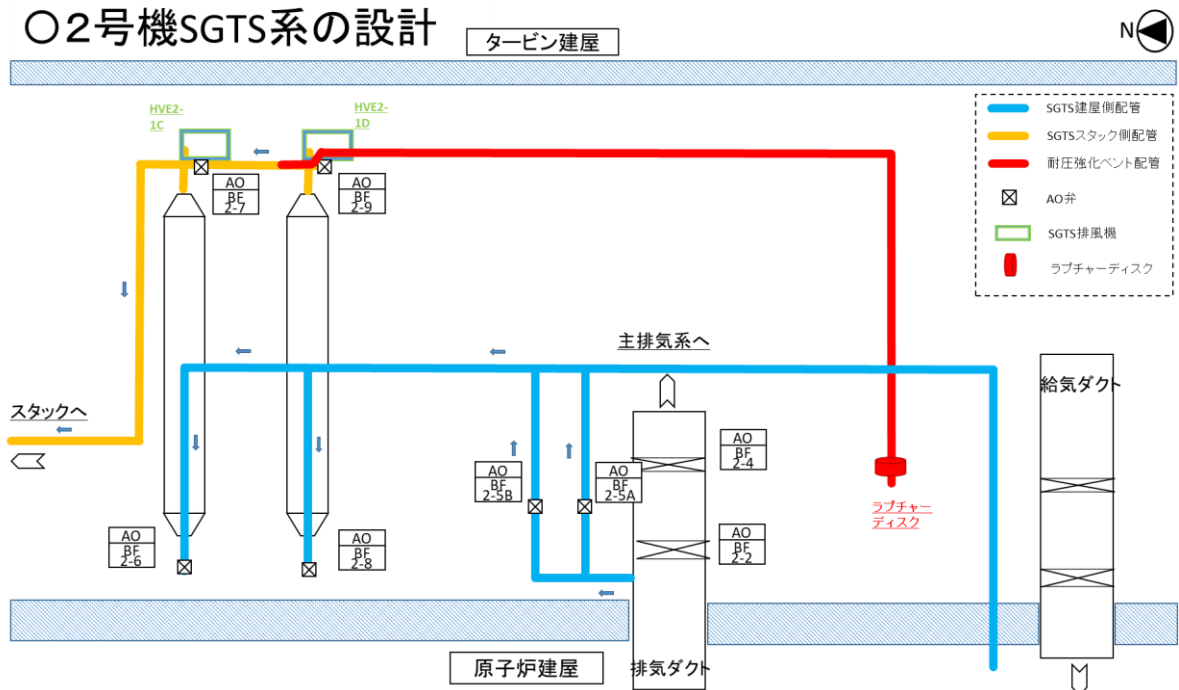 〇２号機SGTS系の設計
タービン建屋
N
HVE2-
1C
HVE2-
1D
SGTS建屋側配管
SGTSスタック側配管
耐圧強化ベント配管
AO弁
SGTS排風機
ラプチャーディスク
AO
BF
2-7
AO
BF
2-9
主排気系へ
給気ダクト
スタックへ
AO
BF
2-4
AO
BF
2-5B
AO
BF
2-5A
ラプチャー
ディスク
AO
BF
2-6
AO
BF
2-8
AO
BF
2-2
原子炉建屋
排気ダクト